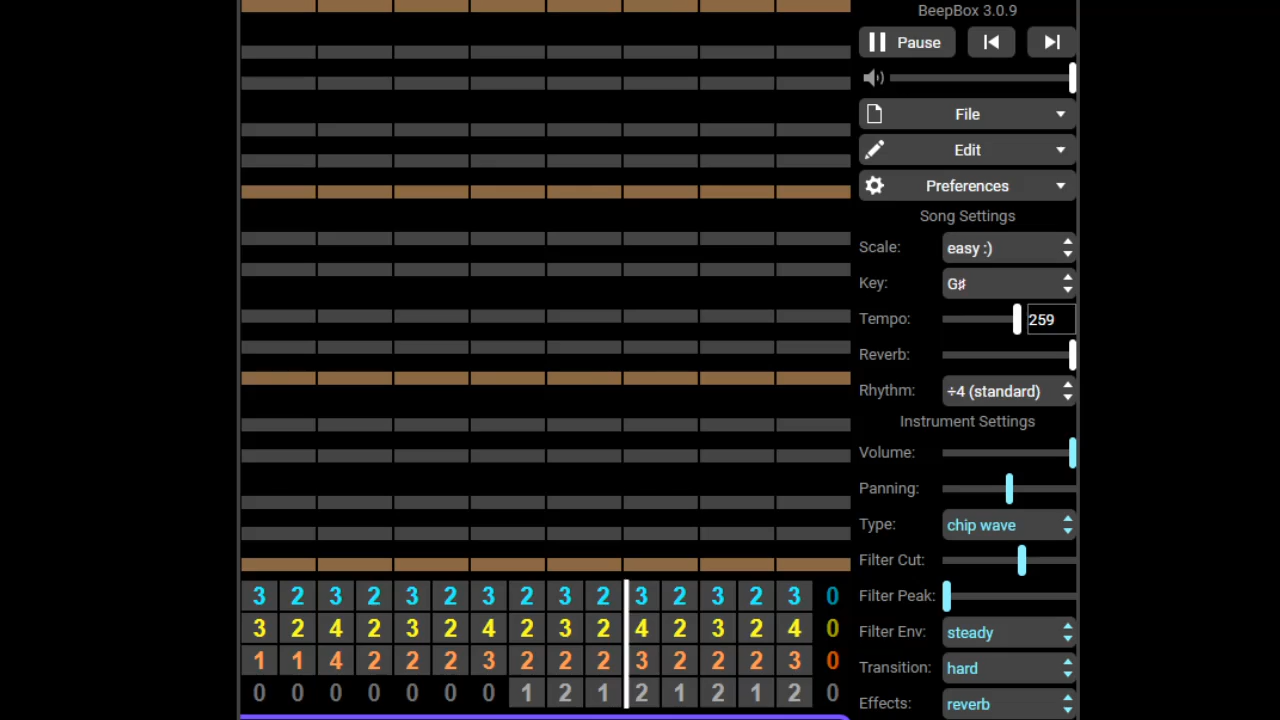 BeepBox 3.0.9
Pause
File
Edit
Preferences
Song Settings
Scale: easy :)
Key: G♯
Tempo: 259
Reverb:
Rhythm: ÷4 (standard)
Instrument Settings
Volume:
Panning:
Type: chip wave
Filter Cut:
Filter Peak:
Filter Env: steady
Transition: hard
Effects: reverb
3 2 3 2 3 2 3 2 3 2 3 2 3 2 3 0
3 2 4 2 3 2 4 2 3 2 4 2 3 2 4 0
1 1 4 2 2 2 3 2 2 2 3 2 2 2 3 0
0 0 0 0 0 0 0 1 2 1 2 1 2 1 2 0